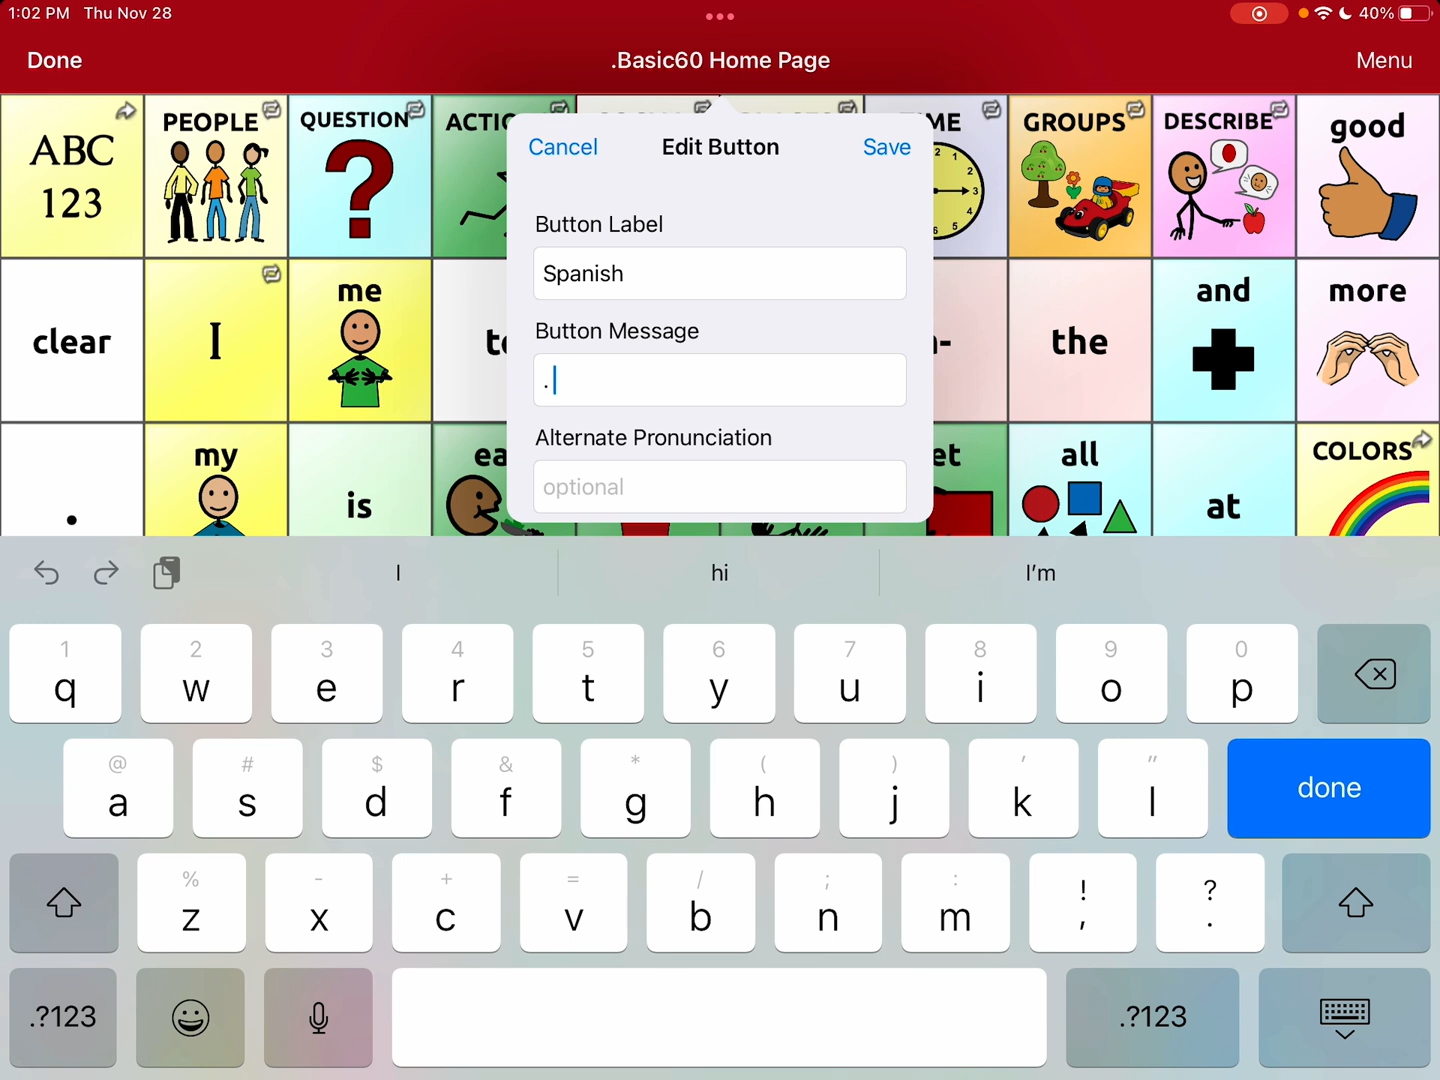 1:02 PM Thu Nov 28
40%
Done
.Basic60 Home Page
Menu
ABC
123
PEOPLE
QUESTION
?
GROUPS
DESCRIBE
good
Cancel
Edit Button
Save
Button Label
Spanish
Button Message
.
Alternate Pronunciation
optional
clear
I
me
the
and
more
.
my
is
all
at
COLORS
I
hi
I’m
1 2 3 4 5 6 7 8 9 0
q w e r t y u i o p
@ # $ & * ( ) ' "
a s d f g h j k l
done
% - + = / ; : ! ?
z x c v b n m , .
.?123
.?123